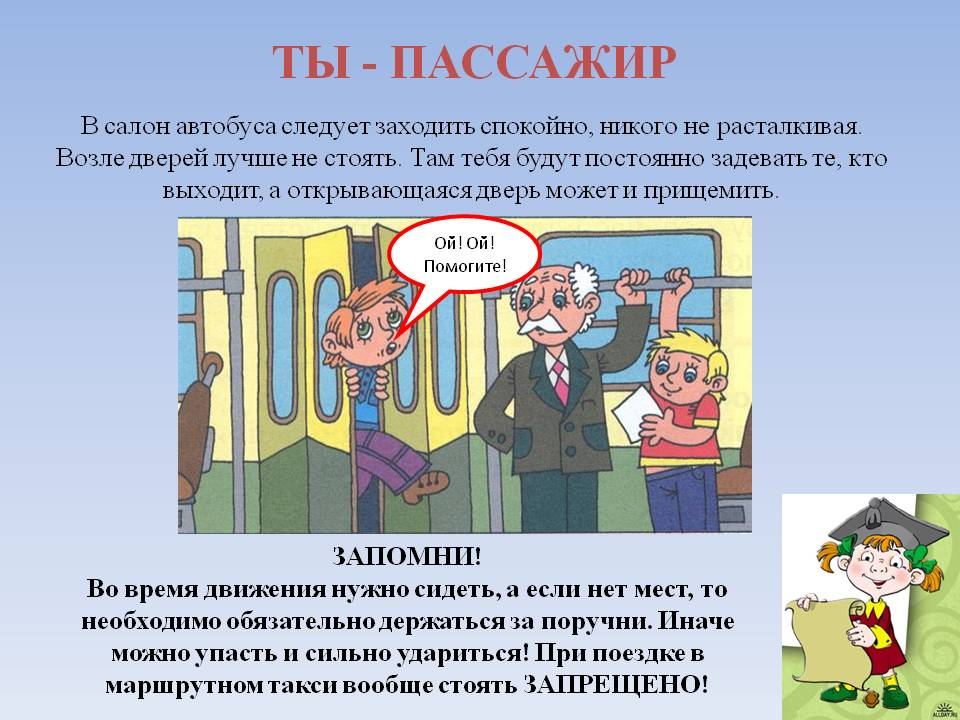 ТЫ - ПАССАЖИР
В салон автобуса следует заходить спокойно, никого не расталкивая.
Возле дверей лучше не стоять. Там тебя будут постоянно задевать те, кто
выходит, а открывающаяся дверь может и прищемить.
Ой! Ой!
Помогите!
ЗАПОМНИ!
Во время движения нужно сидеть, а если нет мест, то
необходимо обязательно держаться за поручни. Иначе
можно упасть и сильно удариться! При поездке в
маршрутном такси вообще стоять ЗАПРЕЩЕНО!
ALLDAY.RU